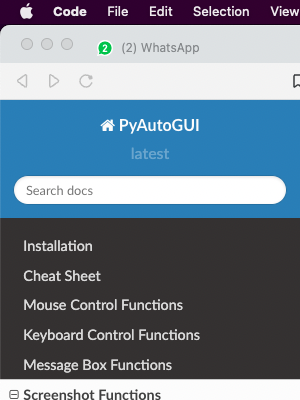 Code File Edit Selection View
2 (2) WhatsApp
PyAutoGUI
latest
Search docs
Installation
Cheat Sheet
Mouse Control Functions
Keyboard Control Functions
Message Box Functions
Screenshot Functions